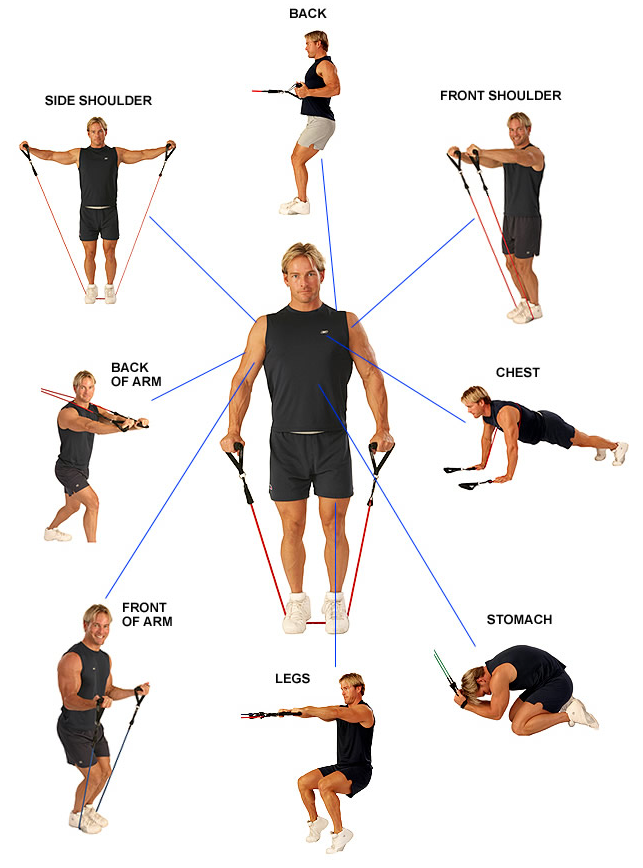 BACK
SIDE SHOULDER
FRONT SHOULDER
BACK
OF ARM
CHEST
FRONT
OF ARM
STOMACH
LEGS